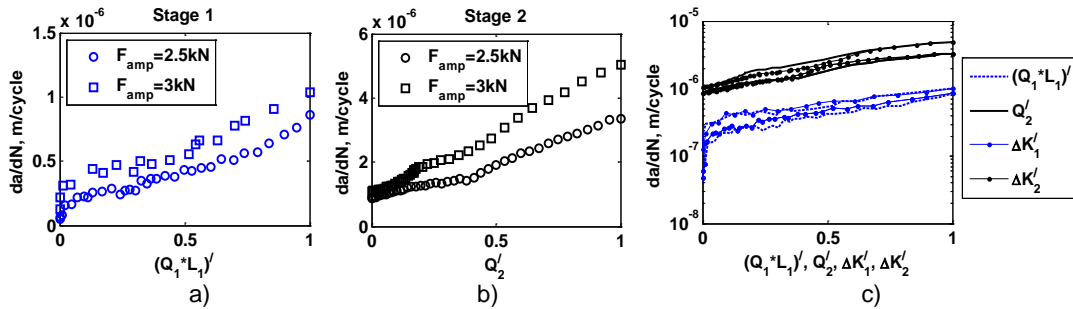 Stage 1
x 10^-6
1.5
1
0.5
0
F_amp=2.5kN
F_amp=3kN
da/dN, m/cycle
0
0.5
1
(Q_1*L_1)^/
a)
Stage 2
x 10^-6
6
4
2
0
F_amp=2.5kN
F_amp=3kN
da/dN, m/cycle
0
0.5
1
Q_2^/
b)
10^-5
10^-6
10^-7
10^-8
da/dN, m/cycle
0
0.5
1
(Q_1*L_1)^/, Q_2^/, ΔK_1^/, ΔK_2^/
c)
(Q_1*L_1)^/
Q_2^/
ΔK_1^/
ΔK_2^/